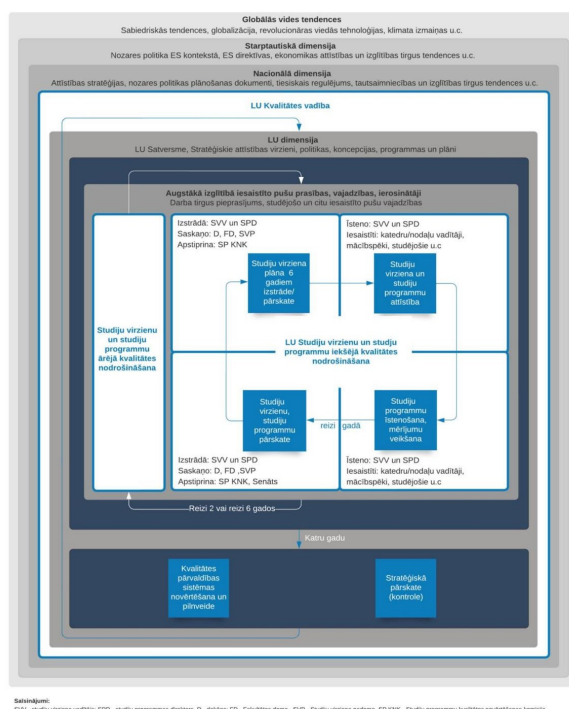 Globālās vides tendences
Sabiedriskās tendences, globalizācija, revolucionāras viedās tehnoloģijas, klimata izmaiņas u.c.
Starptautiskā dimensija
Nozares politika ES kontekstā, ES direktīvas, ekonomikas attīstības un izglītības tirgus tendences u.c.
Nacionālā dimensija
Attīstības stratēģijas, nozares politikas plānošanas dokumenti, tiesiskais regulējums, tautsaimniecības un izglītības tirgus tendences u.c.
LU Kvalitātes vadība
LU dimensija
LU Satversme, Stratēģiskie attīstības virzieni, politikas, koncepcijas, programmas un plāni
Augstākā izglītībā iesaistīto pušu prasības, vajadzības, ierosinātāji
Darba tirgus pieprasījums, studējošo un citu iesaistīto pušu vajadzības
Studiju virzienu
un studiju
programmu
ārējā kvalitātes
nodrošināšana
Izstrādā: SVV un SPD
Saskaņo: D, FD, SVP
Apstiprina: SP KNK
Studiju virziena
plāna 6
gadiem
izstrāde/
pārskate
Īsteno: SVV un SPD
Iesaistīti: katedru/nodaļu vadītāji,
mācībspēki, studējošie u.c
Studiju
virziena un
studiju
programmu
attīstība
LU Studiju virzienu un studiju
programmu iekšējā kvalitātes
nodrošināšana
Studiju
virzienu,
studiju
programmu
pārskate
reizi gadā
Studiju
programmu
īstenošana,
mērījumu
veikšana
Izstrādā: SVV un SPD
Saskaņo: D, FD ,SVP
Apstiprina: SP KNK, Senāts
Īsteno: SVV un SPD
Iesaistīti: katedru/nodaļu vadītāji,
mācībspēki, studējošie u.c
Reizi 2 vai reizi 6 gados
Katru gadu
Kvalitātes
pārvaldības
sistēmas
novērtēšana un
pilnveide
Stratēģiskā
pārskate
(kontrole)
Saīsinājumi: